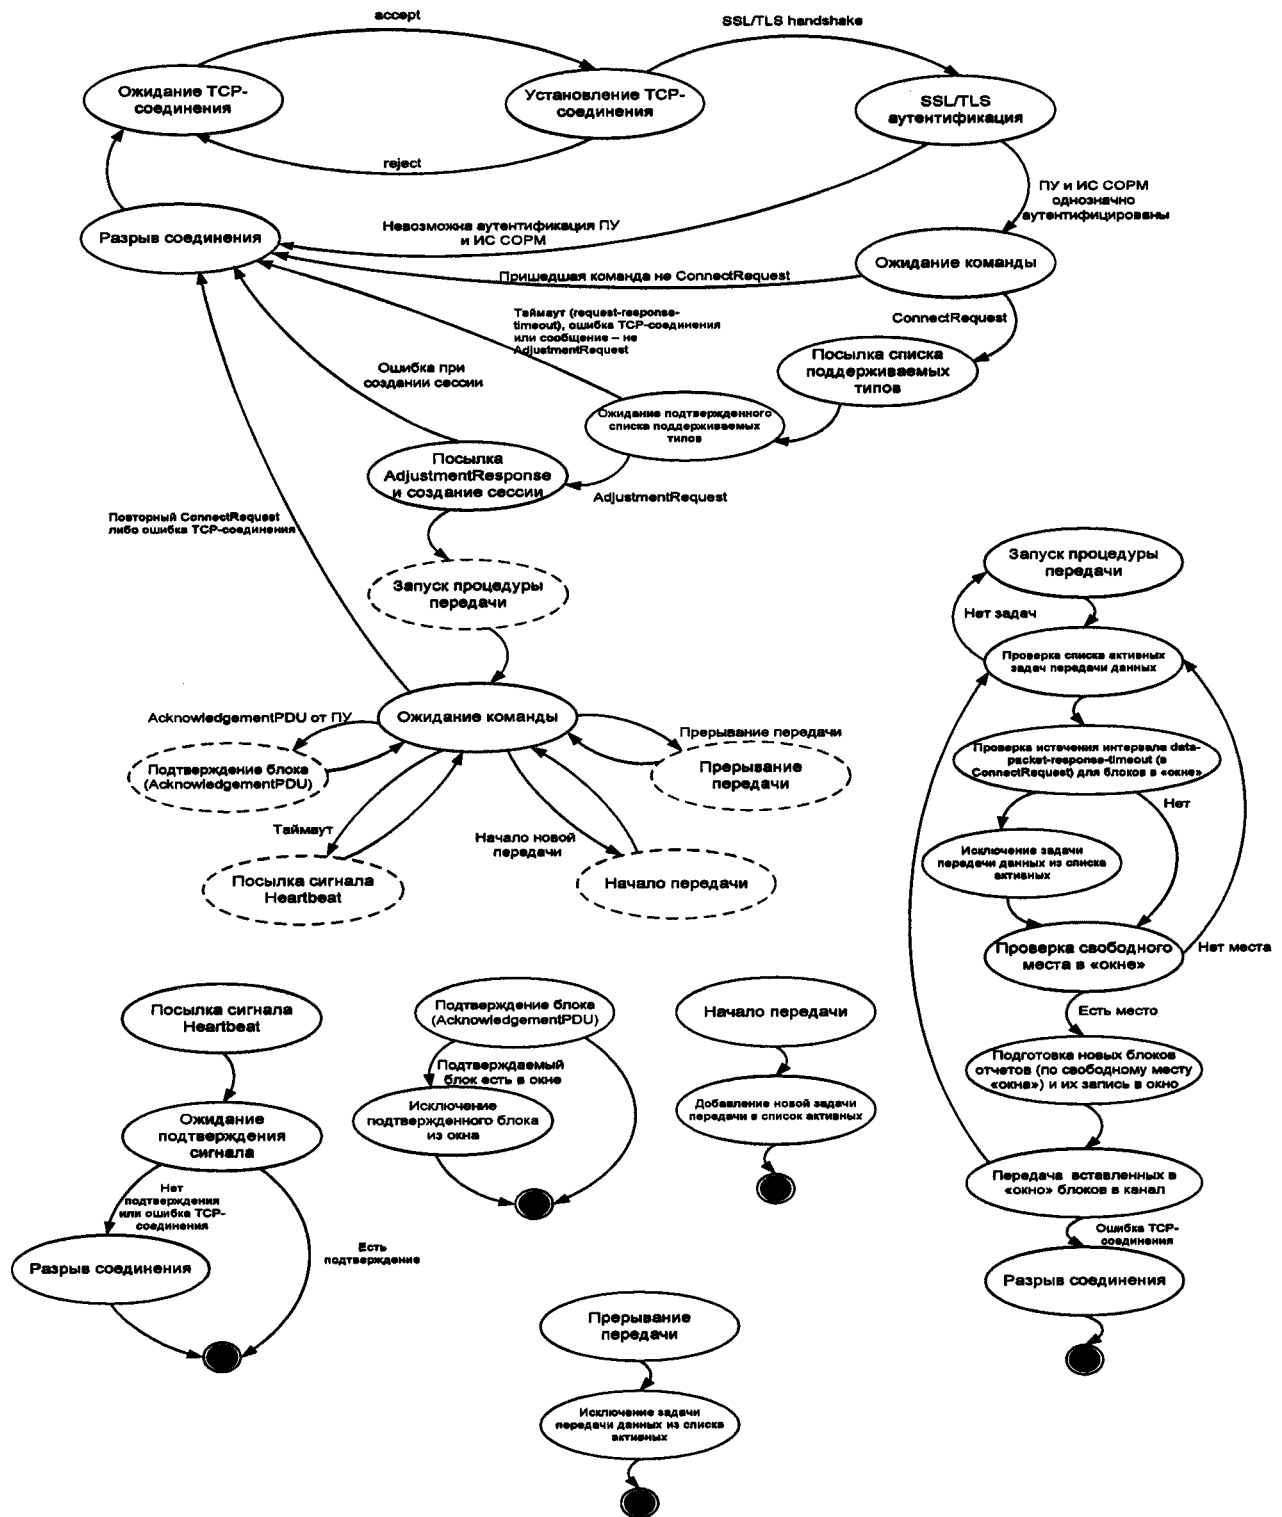 accept
SSL/TLS handshake
Ожидание TCP-
соединения
Установление TCP-
соединения
SSL/TLS
аутентификация
reject
ПУ и ИС СОРМ
однозначно
аутентифицированы
Разрыв соединения
Невозможна аутентификация ПУ
и ИС СОРМ
Ожидание команды
Пришедшая команда не ConnectRequest
ConnectRequest
Таймаут (request-response-
timeout), ошибка TCP-соединения
или сообщение – не
AdjustmentRequest
Посылка списка
поддерживаемых
типов
Ошибка при
создании сессии
Ожидание подтвержденного
списка поддерживаемых
типов
Посылка
AdjustmentResponse
и создание сессии
AdjustmentRequest
Повторный ConnectRequest
либо ошибка TCP-соединения
Запуск процедуры
передачи
Ожидание команды
AcknowledgementPDU от ПУ
Прерывание передачи
Подтверждение блока
(AcknowledgementPDU)
Прерывание
передачи
Таймаут
Начало новой
передачи
Посылка сигнала
Heartbeat
Начало передачи
Запуск процедуры
передачи
Нет задач
Проверка списка активных
задач передачи данных
Проверка истечения интервала data-
packet-response-timeout (в
ConnectRequest) для блоков в «окне»
Нет
Исключение задачи
передачи данных из списка
активных
Проверка свободного
места в «окне»
Нет места
Есть место
Подготовка новых блоков
отчетов (по свободному месту
«окна») и их запись в окно
Передача вставленных в
«окно» блоков в канал
Ошибка TCP-
соединения
Разрыв соединения
Посылка сигнала
Heartbeat
Ожидание
подтверждения
сигнала
Нет
подтверждения
или ошибка TCP-
соединения
Есть
подтверждение
Разрыв соединения
Подтверждение блока
(AcknowledgementPDU)
Подтверждаемый
блок есть в окне
Исключение
подтвержденного блока
из окна
Начало передачи
Добавление новой задачи
передачи в список активных
Прерывание
передачи
Исключение задачи
передачи данных из списка
активных